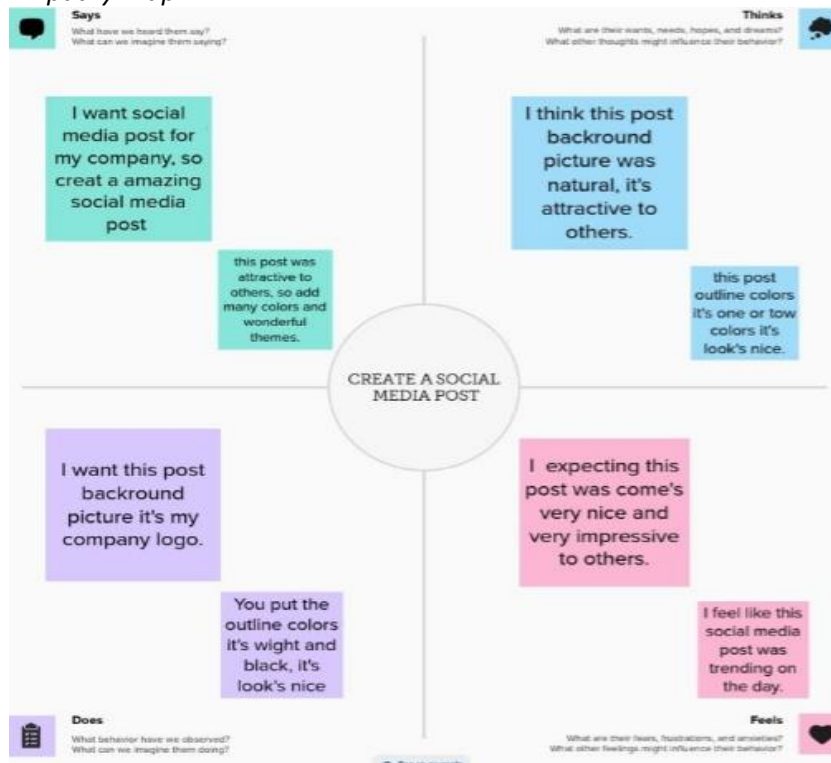 Says
What have we heard them say?
What can we imagine them saying?
Thinks
What are their wants, needs, hopes, and dreams?
What other thoughts might influence their behavior?
I want social
media post for
my company, so
creat a amazing
social media
post
this post was
attractive to
others, so add
many colors and
wonderful
themes.
I think this post
backround
picture was
natural, it's
attractive to
others.
this post
outline colors
it's one or tow
colors it's
look's nice.
CREATE A SOCIAL
MEDIA POST
I want this post
backround
picture it's my
company logo.
You put the
outline colors
it's wight and
black, it's
look's nice
I expecting this
post was come's
very nice and
very impressive
to others.
I feel like this
social media
post was
trending on
the day.
Does
What behavior have we observed?
What can we imagine them doing?
Feels
What are their fears, frustrations, and anxieties?
What other feelings might influence their behavior?